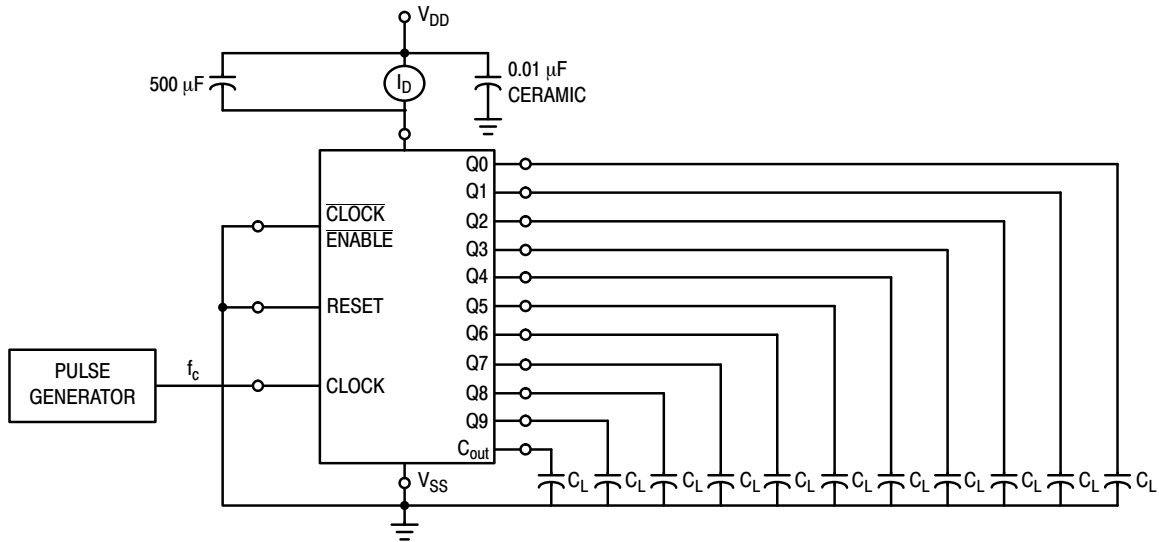 V_DD
500 μF
I_D
0.01 μF
CERAMIC
CLOCK
ENABLE
RESET
CLOCK
PULSE
GENERATOR
f_c
Q0
Q1
Q2
Q3
Q4
Q5
Q6
Q7
Q8
Q9
C_out
V_SS
C_L
C_L
C_L
C_L
C_L
C_L
C_L
C_L
C_L
C_L
C_L